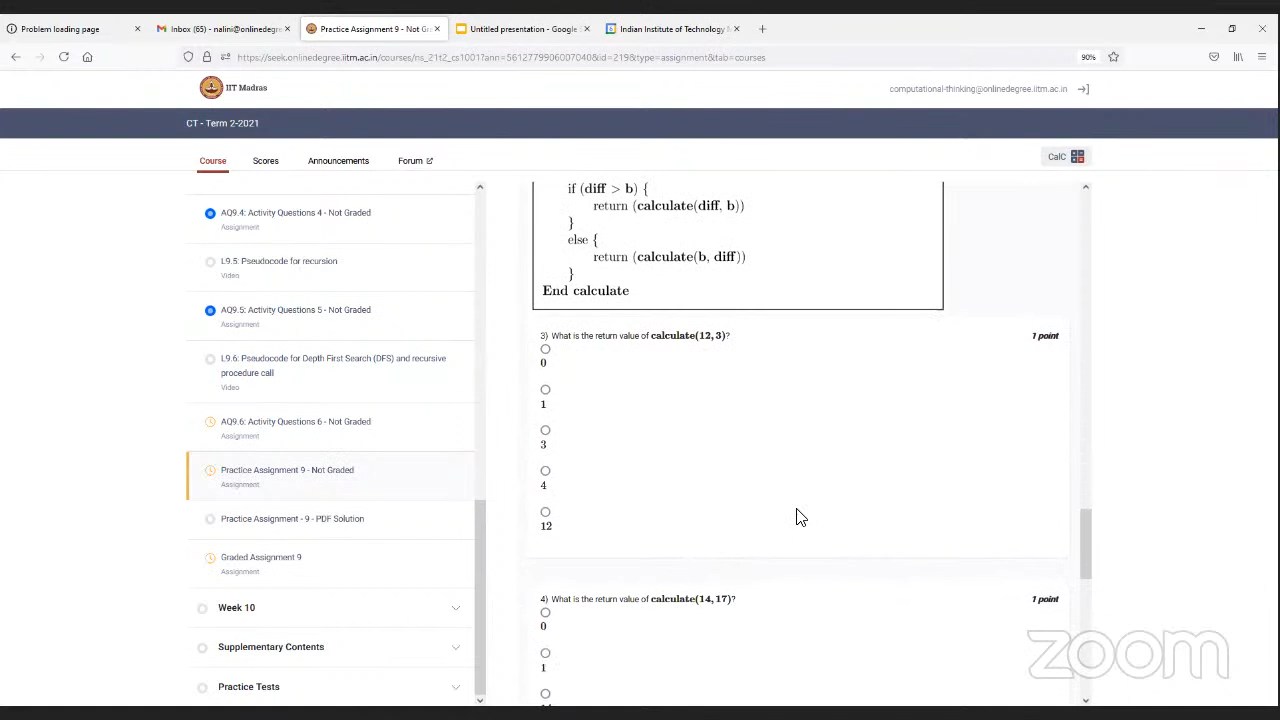 Problem loading page
Inbox (65) - nalini@onlinedegre
Practice Assignment 9 - Not Gra
Untitled presentation - Google
Indian Institute of Technology
https://seek.onlinedegree.iitm.ac.in/courses/ns_21t2_cs1001?ann=5612779906007040&id=219&type=assignment&tab=courses
90%
IIT Madras
computational-thinking@onlinedegree.iitm.ac.in
CT - Term 2-2021
Course
Scores
Announcements
Forum
CalC
AQ9.4: Activity Questions 4 - Not Graded
Assignment
L9.5: Pseudocode for recursion
Video
AQ9.5: Activity Questions 5 - Not Graded
Assignment
L9.6: Pseudocode for Depth First Search (DFS) and recursive
procedure call
Video
AQ9.6: Activity Questions 6 - Not Graded
Assignment
Practice Assignment 9 - Not Graded
Assignment
Practice Assignment - 9 - PDF Solution
Graded Assignment 9
Assignment
Week 10
Supplementary Contents
Practice Tests
if (diff > b) {
return (calculate(diff, b))
}
else {
return (calculate(b, diff))
}
End calculate
3) What is the return value of calculate(12, 3)?
1 point
0
1
3
4
12
4) What is the return value of calculate(14, 17)?
1 point
0
1
zoom